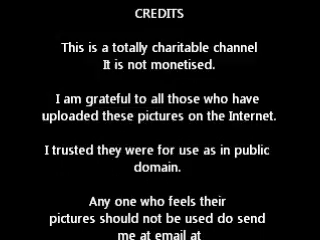 CREDITS
This is a totally charitable channel
It is not monetised.
I am grateful to all those who have
uploaded these pictures on the Internet.
I trusted they were for use as in public
domain.
Any one who feels their
pictures should not be used do send
me at email at